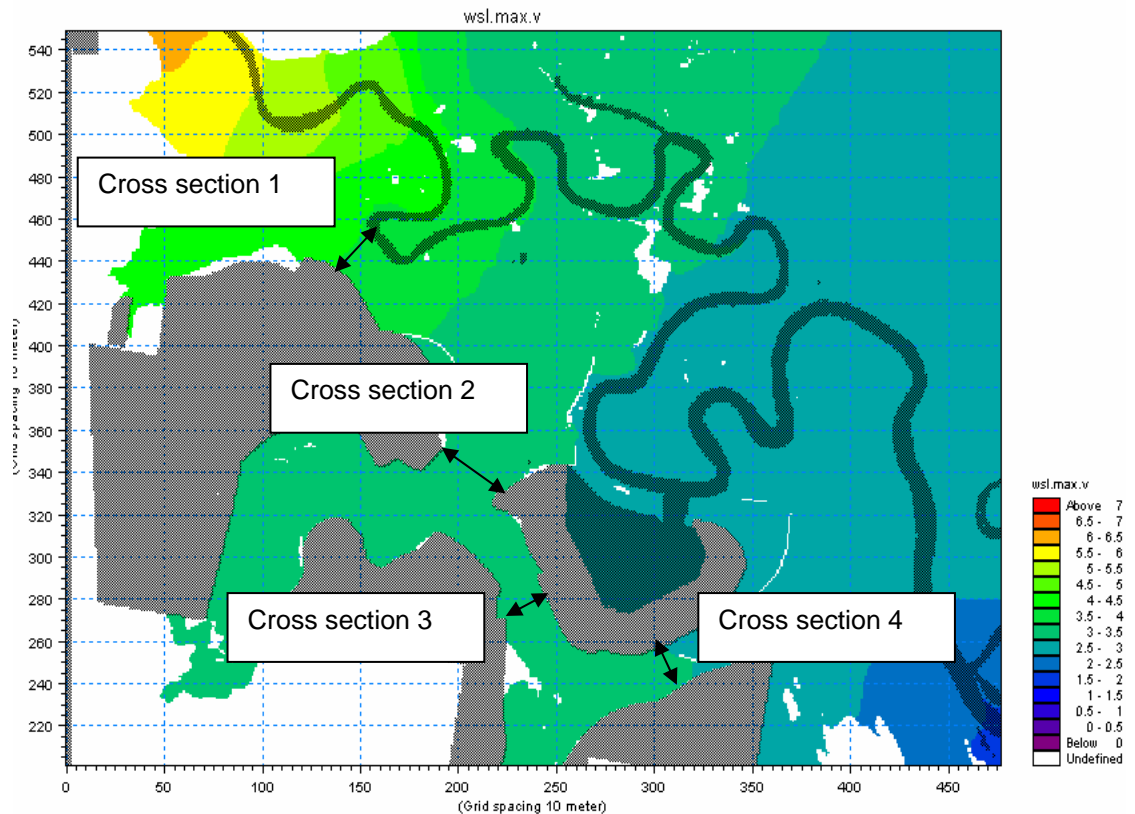 wsl.max.v
540
520
500
480
460
440
420
400
380
360
340
320
300
280
260
240
220
Cross section 1
Cross section 2
Cross section 3
Cross section 4
0 50 100 150 200 250 300 350 400 450
(Grid spacing 10 meter)
wsl.max.v
Above 7
6.5 - 7
6 - 6.5
5.5 - 6
5 - 5.5
4.5 - 5
4 - 4.5
3.5 - 4
3 - 3.5
2.5 - 3
2 - 2.5
1.5 - 2
1 - 1.5
0.5 - 1
0 - 0.5
Below 0
Undefined